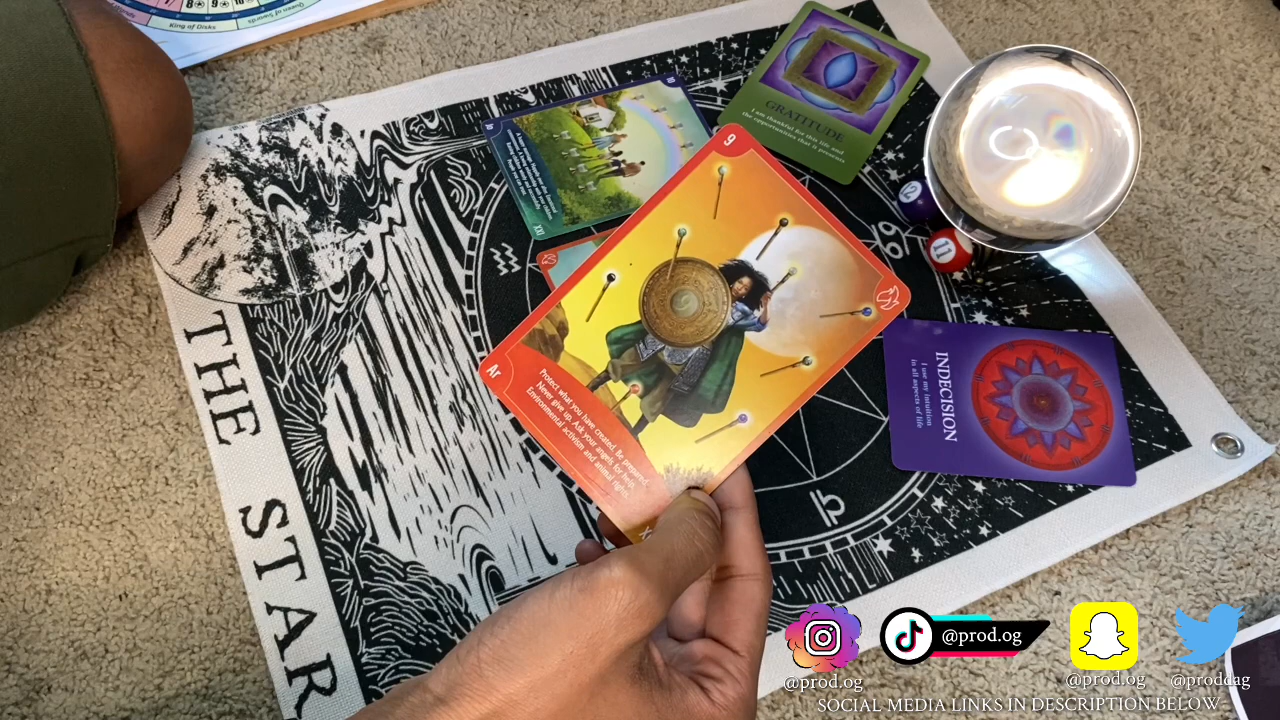 Queen of Swords
King of Disks
10
GRATITUDE
I am thankful for this life and
the opportunities that it presents
9
Ar
Protect what you have created. Be prepared.
Never give up. Ask your angels for help.
Environmental activism and animal rights.
12
11
INDECISION
I use my intuition
in all aspects of life
THE STAR
@prod.og
@prod.og
@prod.og
@proddag
SOCIAL MEDIA LINKS IN DESCRIPTION BELOW